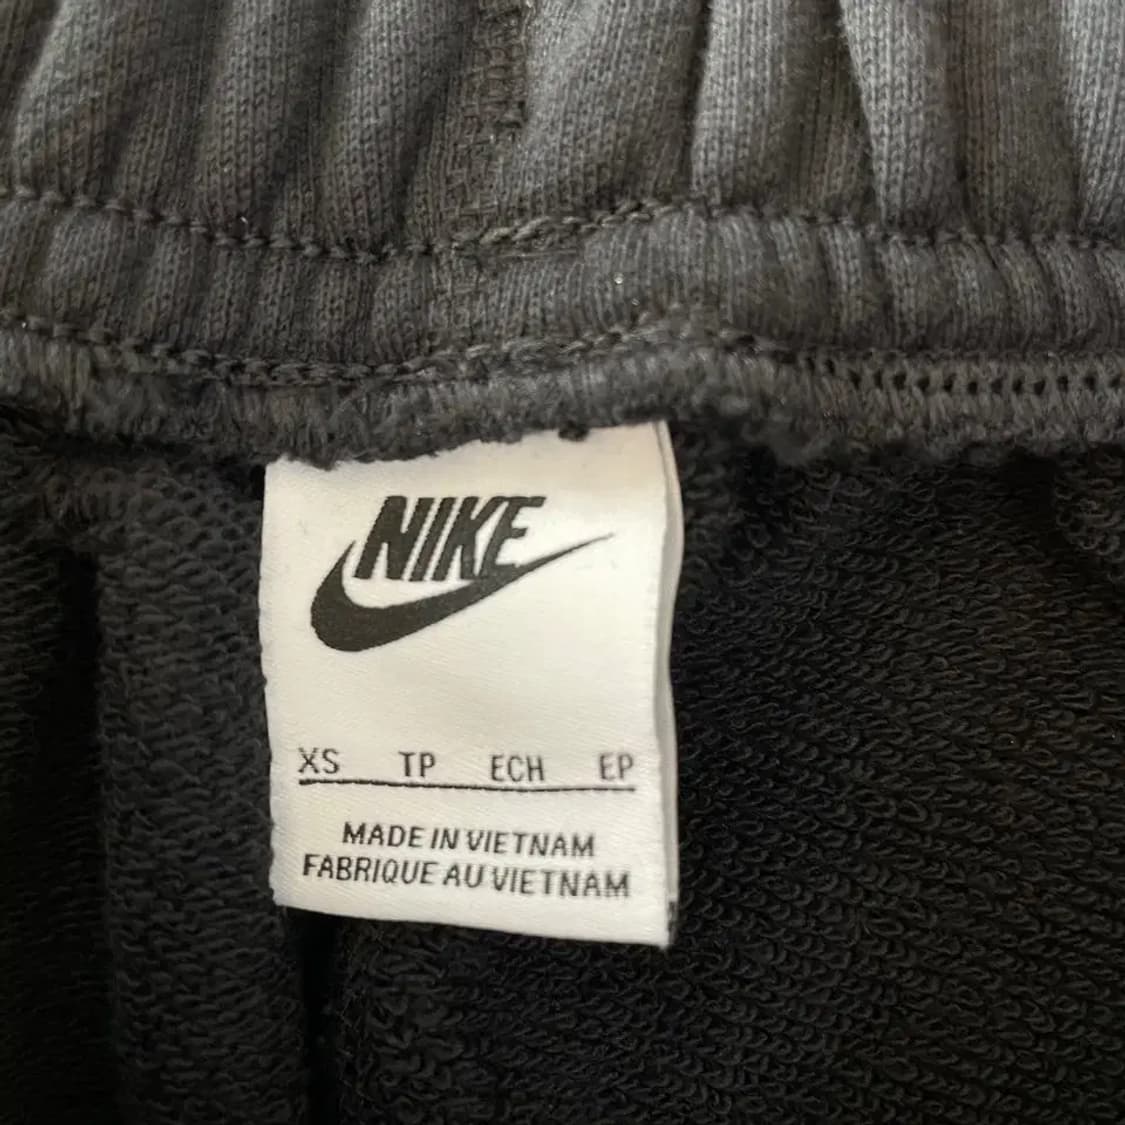 NIKE
XS TP ECH EP
MADE IN VIETNAM
FABRIQUE AU VIETNAM